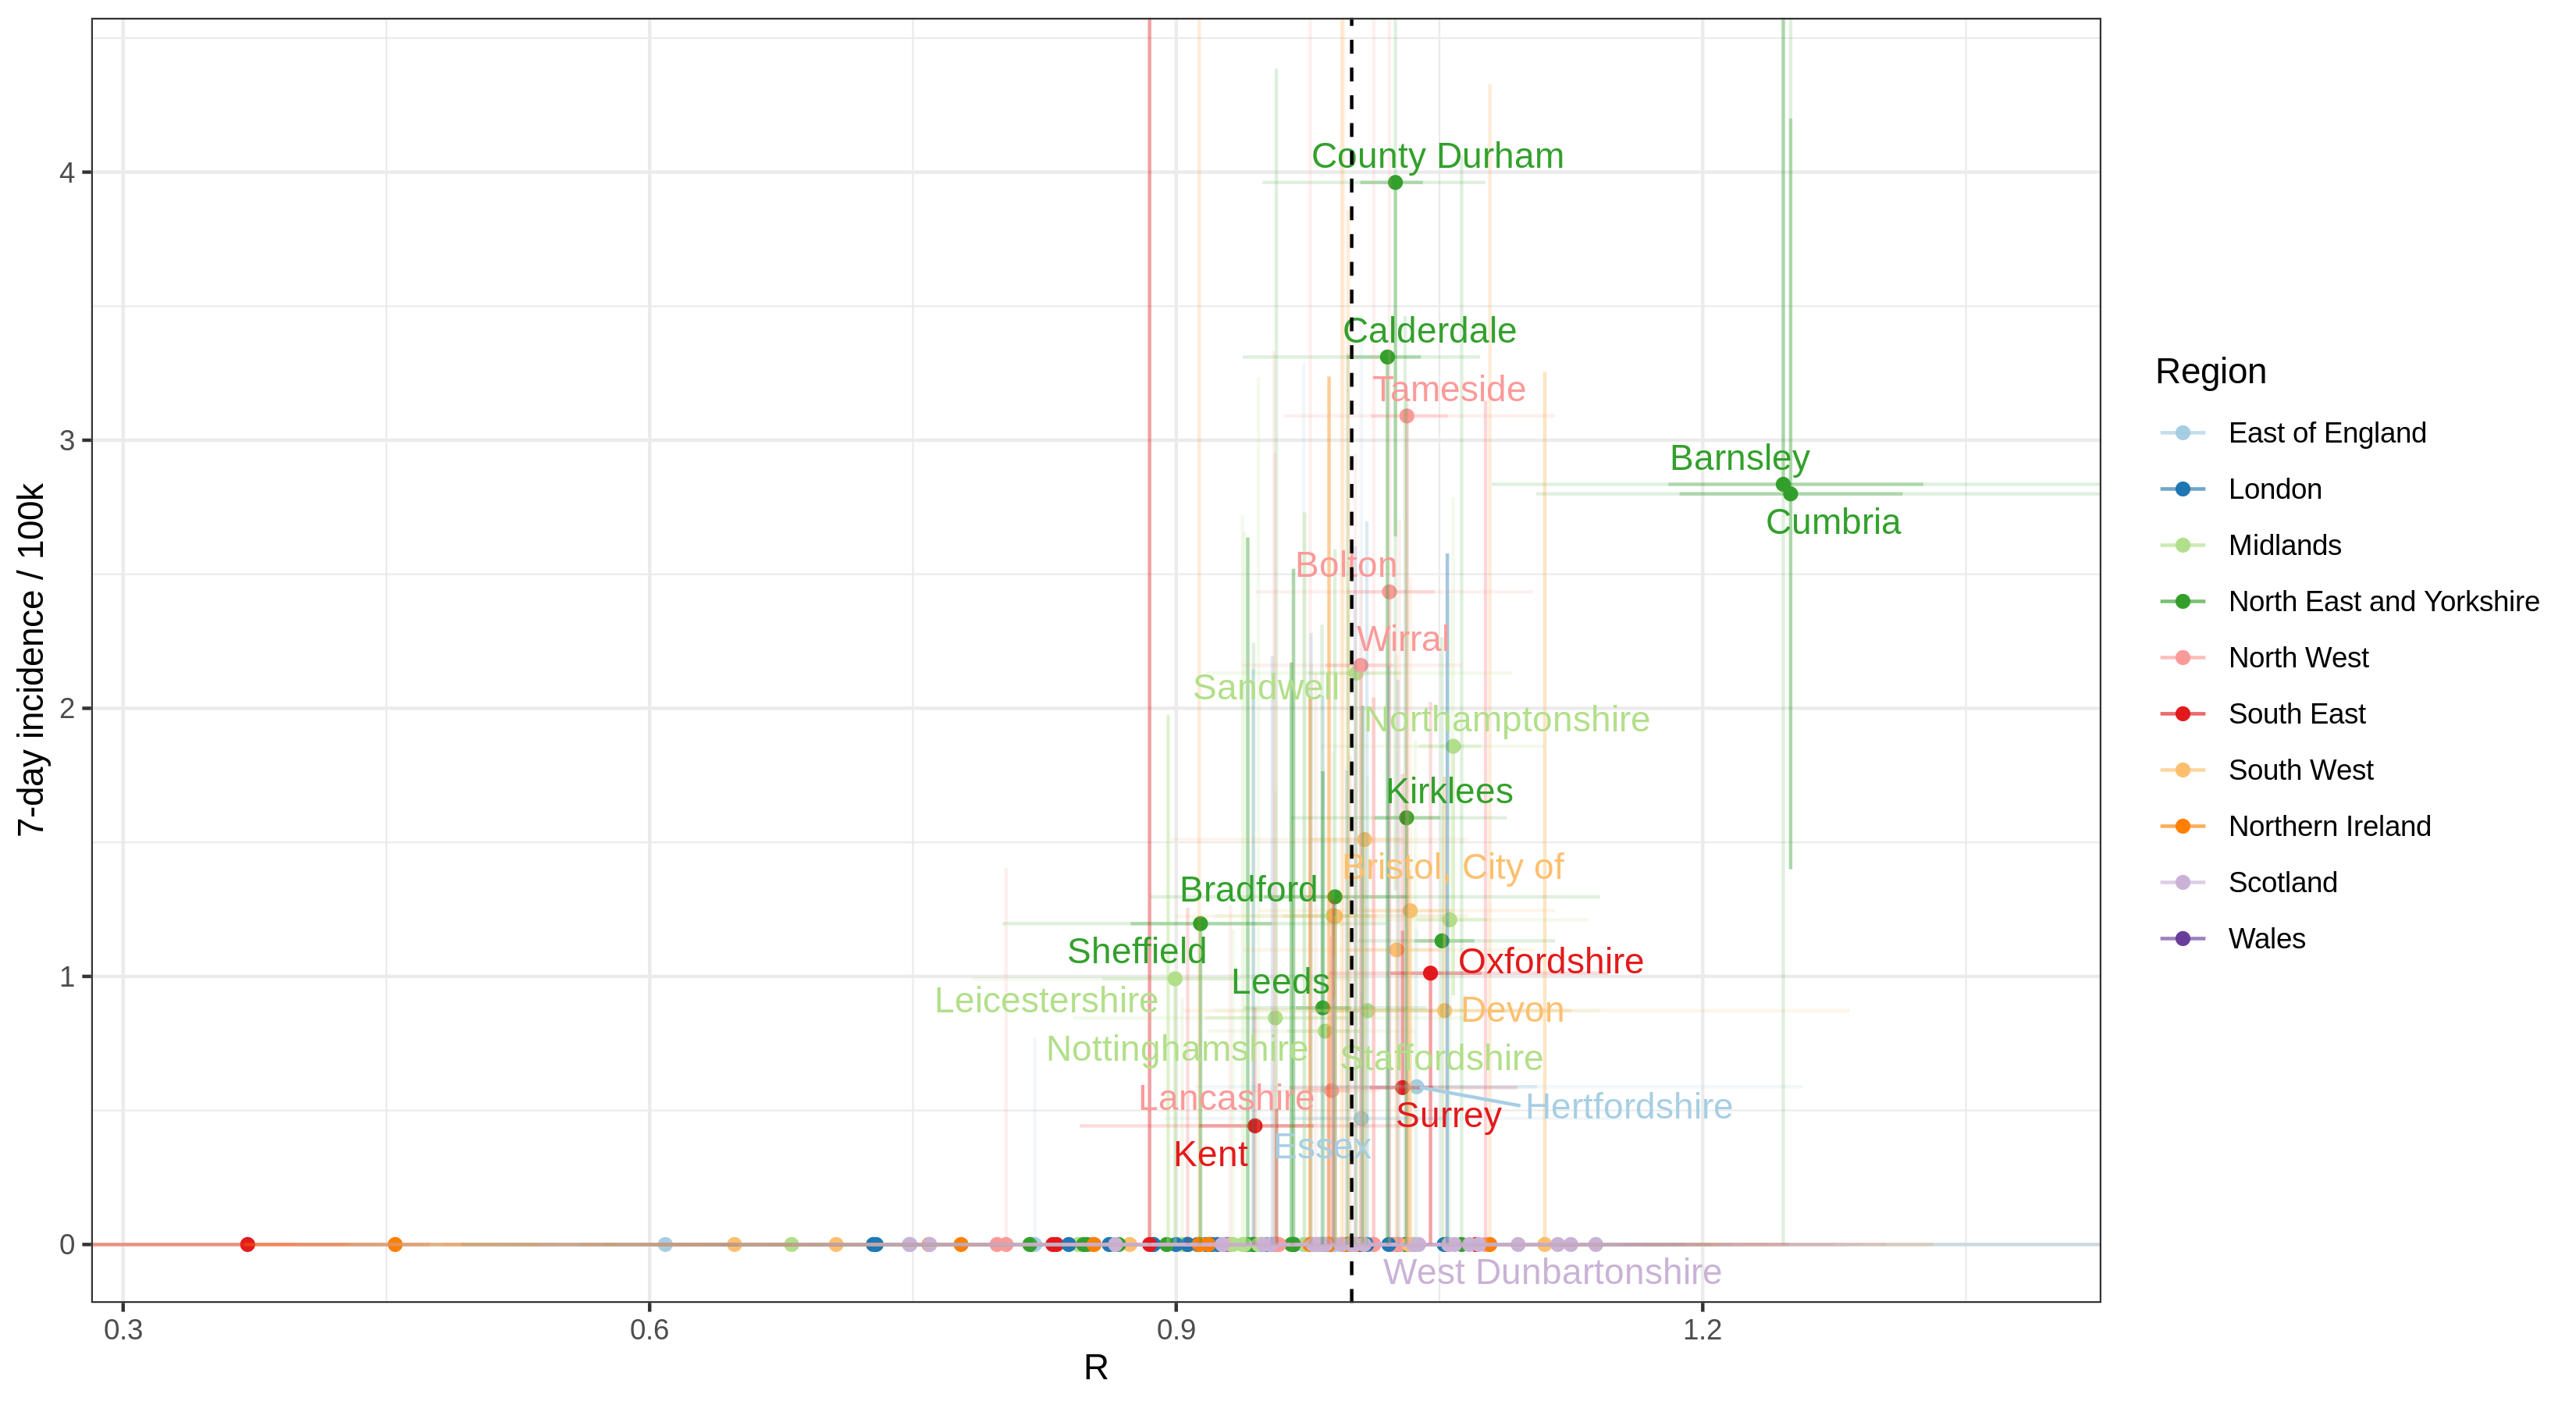 County Durham
4
Calderdale
Tameside
3
Barnsley
Cumbria
Bolton
Wirral
Sandwell
2
Northamptonshire
Kirklees
Bristol, City of
Bradford
Sheffield
Oxfordshire
Leeds
1
Leicestershire
Devon
Nottinghamshire
Staffordshire
Lancashire
Hertfordshire
Surrey
Essex
Kent
0
West Dunbartonshire
0.3 0.6 0.9 1.2
R
7-day incidence / 100k
Region
East of England
London
Midlands
North East and Yorkshire
North West
South East
South West
Northern Ireland
Scotland
Wales